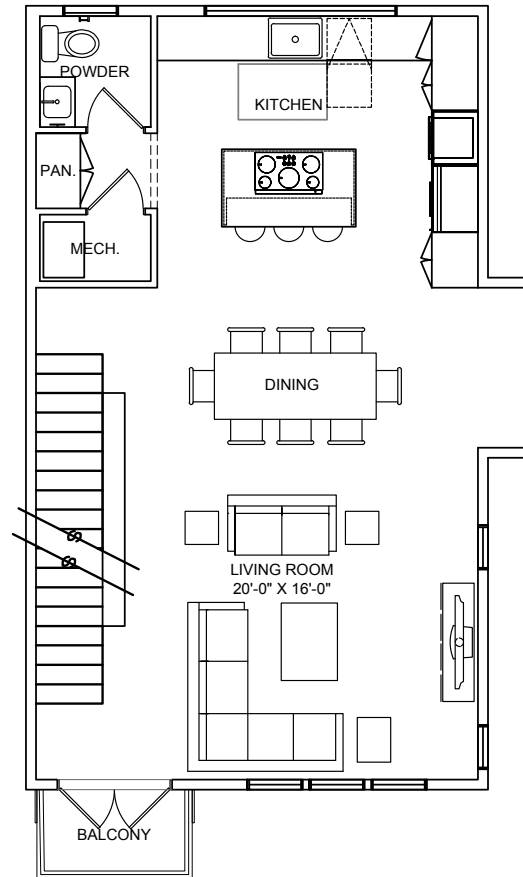 POWDER
KITCHEN
PAN.
MECH.
DINING
LIVING ROOM
20'-0" X 16'-0"
BALCONY